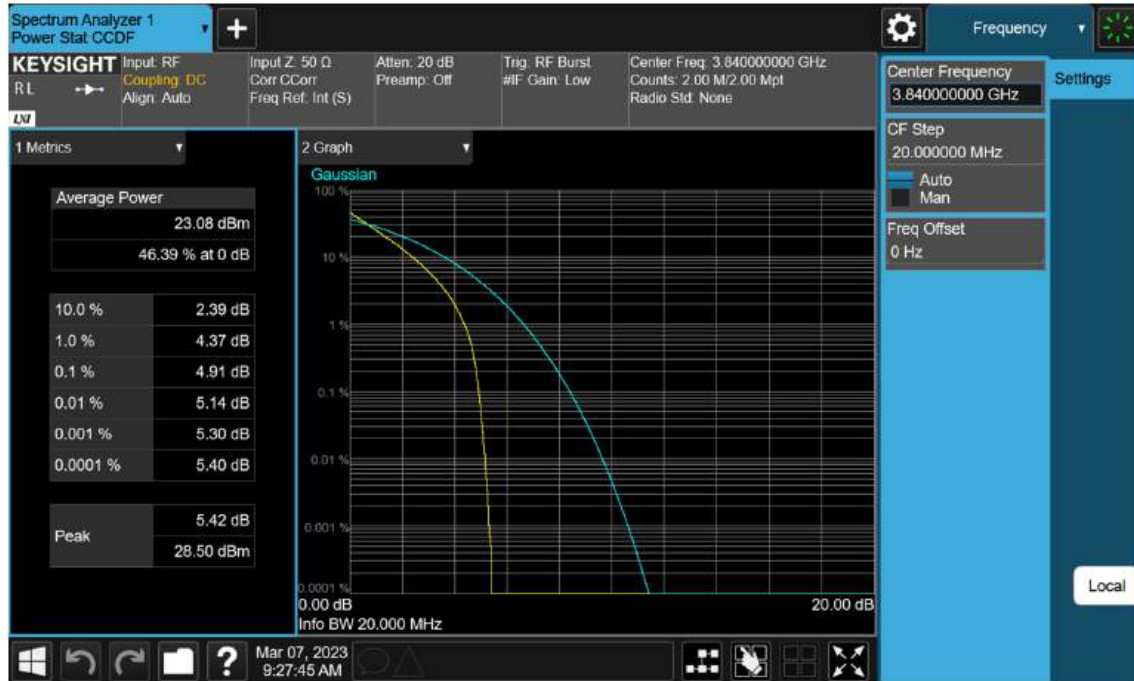 Spectrum Analyzer 1
Power Stat CCDF
+
Frequency
KEYSIGHT
RL
LXI
Input: RF
Coupling: DC
Align: Auto
Input Z: 50 Ω
Corr CCorr
Freq Ref: Int (S)
Atten: 20 dB
Preamp: Off
Trig: RF Burst
#IF Gain: Low
Center Freq: 3.840000000 GHz
Counts: 2.00 M/2.00 Mpt
Radio Std: None
Center Frequency
3.840000000 GHz
Settings
CF Step
20.000000 MHz
Auto
Man
Freq Offset
0 Hz
1 Metrics
Average Power
23.08 dBm
46.39 % at 0 dB
10.0 % 2.39 dB
1.0 % 4.37 dB
0.1 % 4.91 dB
0.01 % 5.14 dB
0.001 % 5.30 dB
0.0001 % 5.40 dB
Peak
5.42 dB
28.50 dBm
2 Graph
Gaussian
100 %
10 %
1 %
0.1 %
0.01 %
0.001 %
0.0001 %
0.00 dB 20.00 dB
Info BW 20.000 MHz
Local
?
Mar 07, 2023
9:27:45 AM